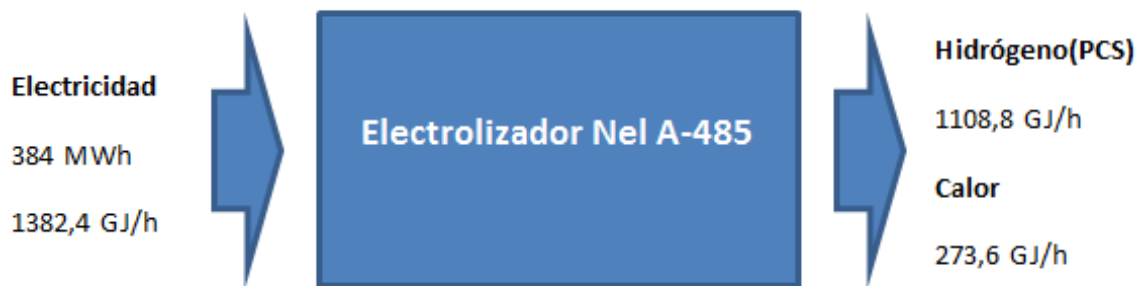 Electricidad
384 MWh
1382,4 GJ/h
Electrolizador Nel A-485
Hidrógeno(PCS)
1108,8 GJ/h
Calor
273,6 GJ/h